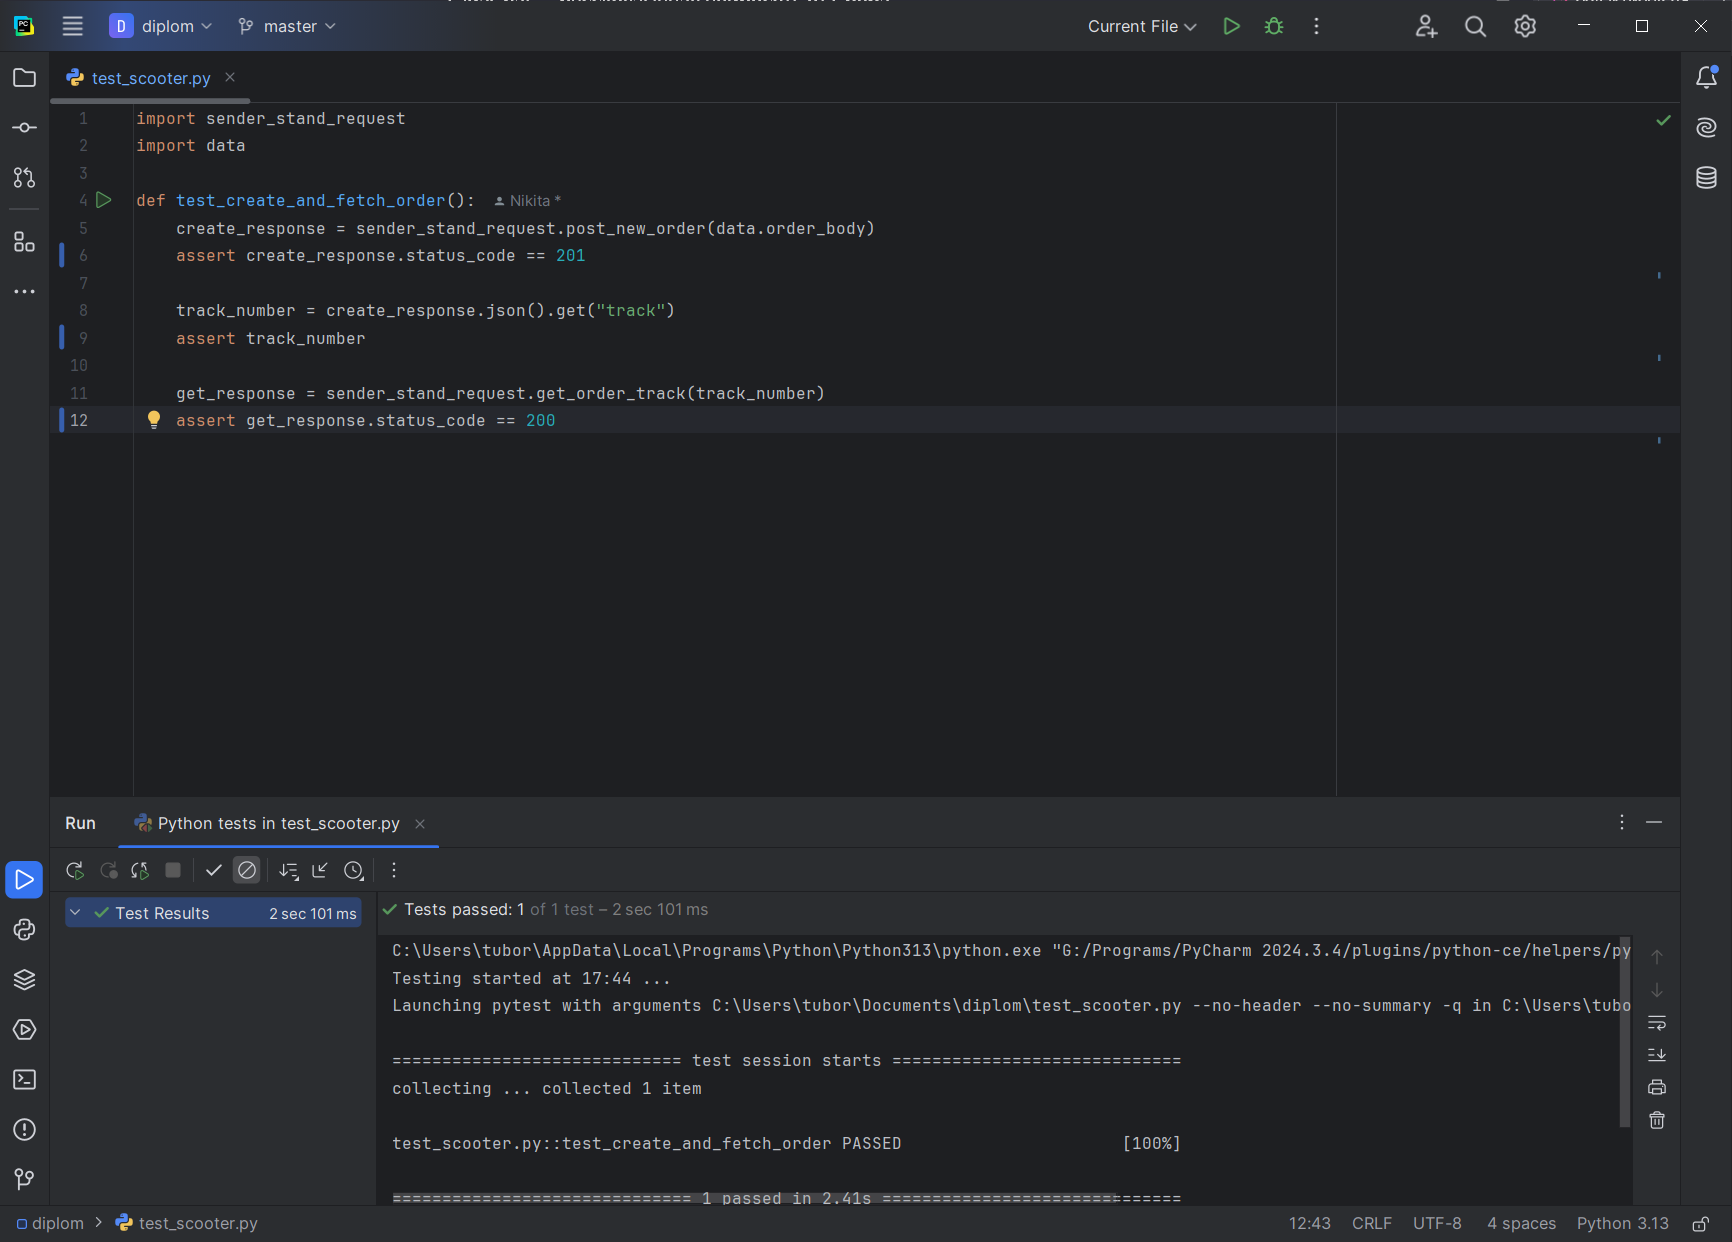 D diplom master Current File
test_scooter.py
1 import sender_stand_request
2 import data
3
4 def test_create_and_fetch_order(): Nikita *
5 create_response = sender_stand_request.post_new_order(data.order_body)
6 assert create_response.status_code == 201
7
8 track_number = create_response.json().get("track")
9 assert track_number
10
11 get_response = sender_stand_request.get_order_track(track_number)
12 assert get_response.status_code == 200
Run Python tests in test_scooter.py
Test Results 2 sec 101 ms
Tests passed: 1 of 1 test – 2 sec 101 ms
C:\Users\tubor\AppData\Local\Programs\Python\Python313\python.exe "G:/Programs/PyCharm 2024.3.4/plugins/python-ce/helpers/py
Testing started at 17:44 ...
Launching pytest with arguments C:\Users\tubor\Documents\diplom\test_scooter.py --no-header --no-summary -q in C:\Users\tubo
============================= test session starts =============================
collecting ... collected 1 item
test_scooter.py::test_create_and_fetch_order PASSED [100%]
============================== 1 passed in 2.41s ==============================
diplom > test_scooter.py 12:43 CRLF UTF-8 4 spaces Python 3.13